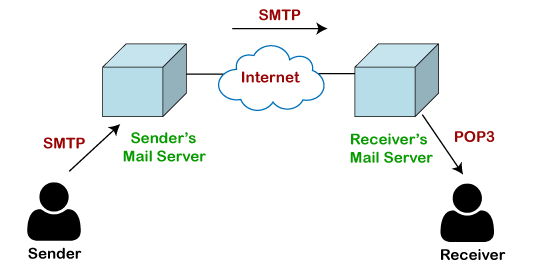 SMTP
Internet
SMTP
Sender's
Mail Server
Receiver's
Mail Server
POP3
Sender
Receiver